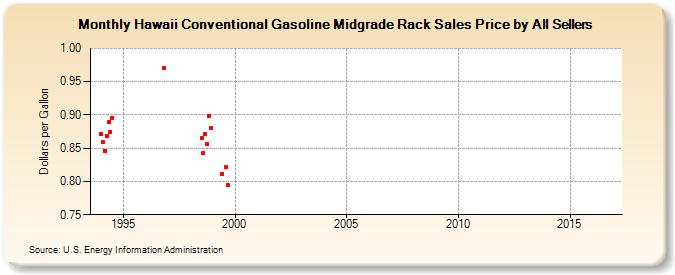 Monthly Hawaii Conventional Gasoline Midgrade Rack Sales Price by All Sellers
Dollars per Gallon
1.00
0.95
0.90
0.85
0.80
0.75
1995 2000 2005 2010 2015
Source: U.S. Energy Information Administration